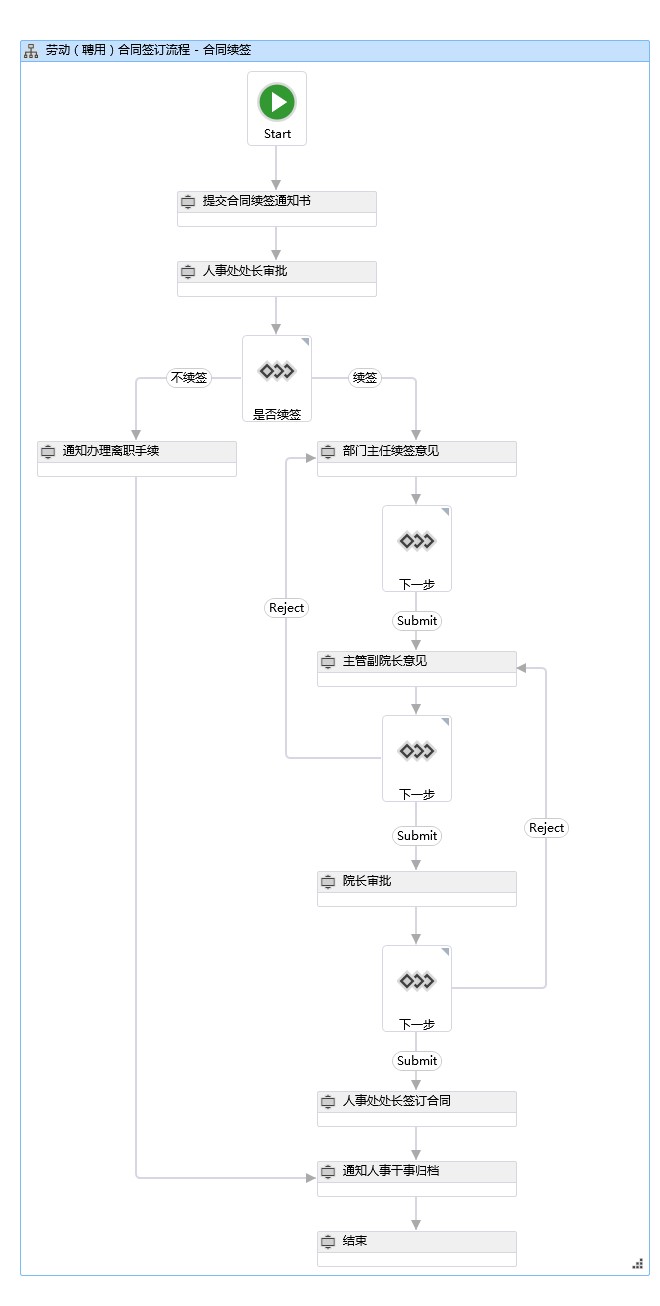 劳动（聘用）合同签订流程 - 合同续签
Start
提交合同续签通知书
人事处处长审批
不续签
续签
是否续签
通知办理离职手续
部门主任续签意见
下一步
Reject
Submit
主管副院长意见
下一步
Reject
Submit
院长审批
下一步
Submit
人事处处长签订合同
通知人事干事归档
结束